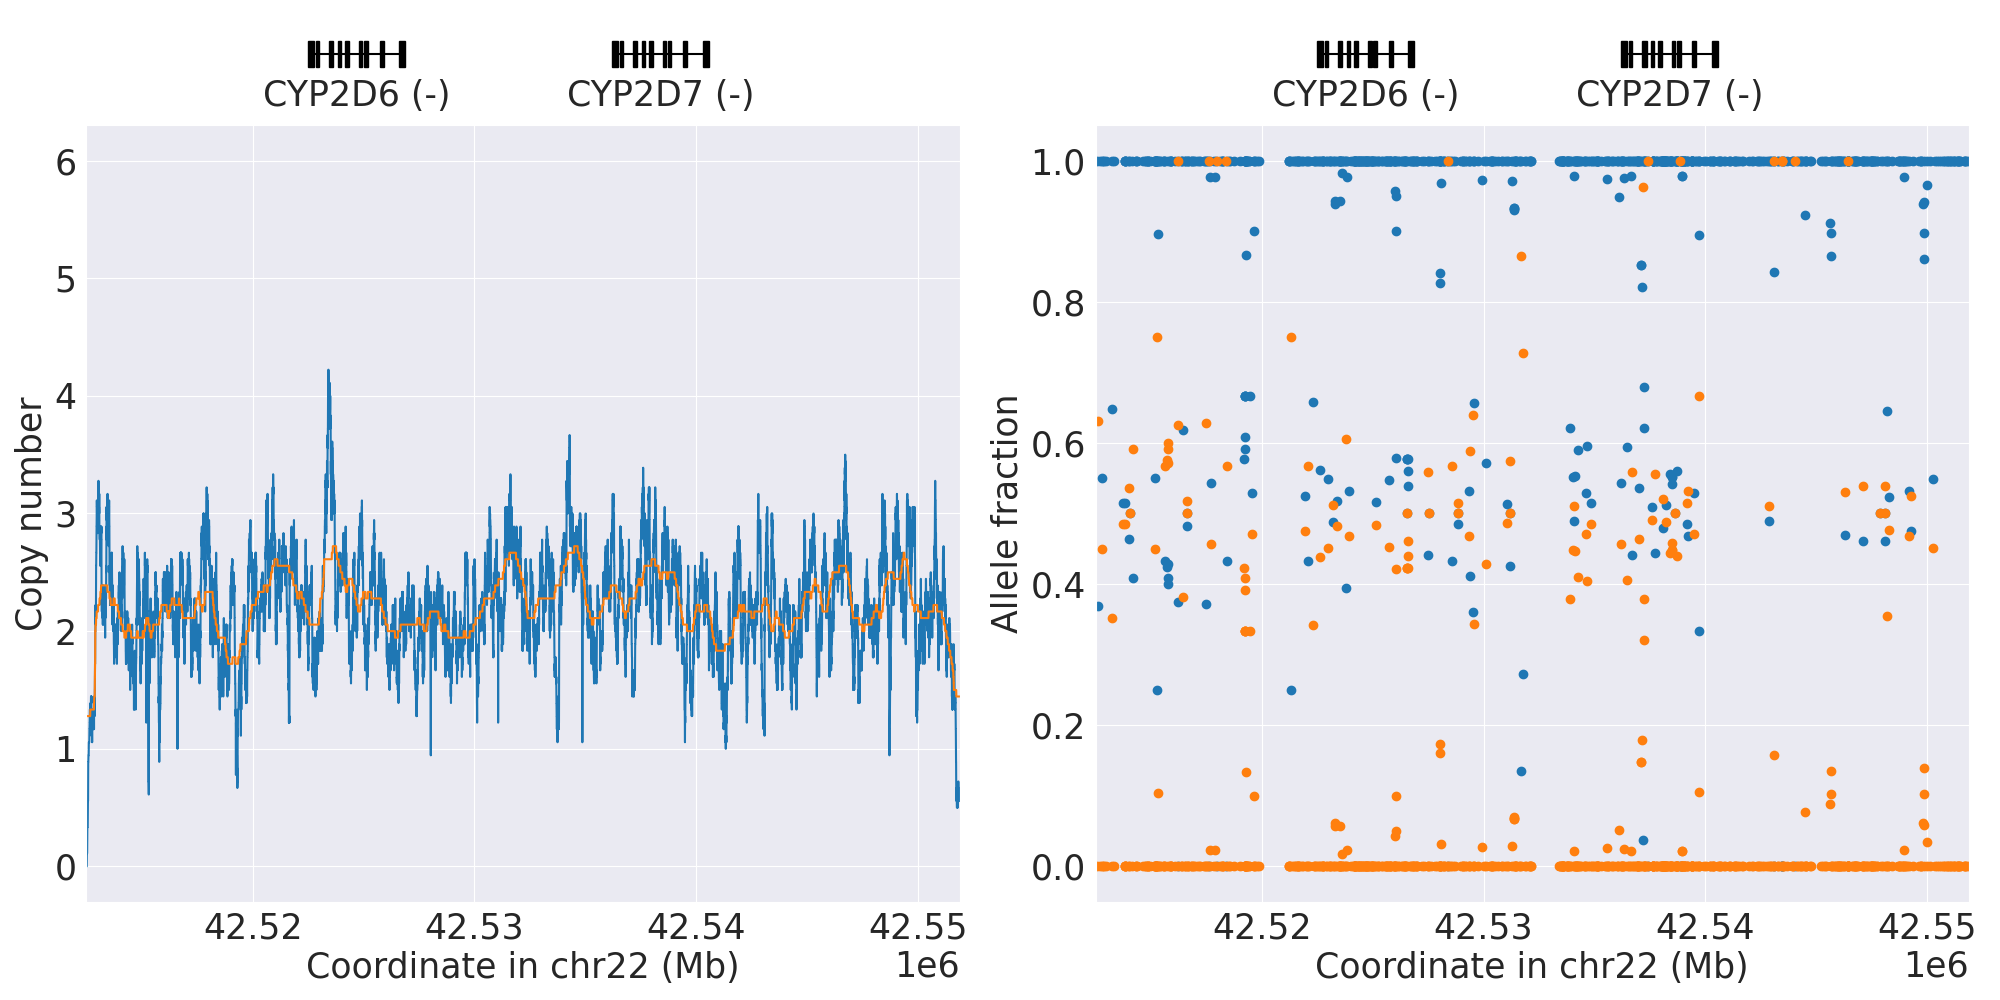 CYP2D6 (-) CYP2D7 (-)
6
5
4
3
2
1
0
Copy number
42.52 42.53 42.54 42.55
Coordinate in chr22 (Mb) 1e6
CYP2D6 (-) CYP2D7 (-)
1.0
0.8
0.6
0.4
0.2
0.0
Allele fraction
42.52 42.53 42.54 42.55
Coordinate in chr22 (Mb) 1e6